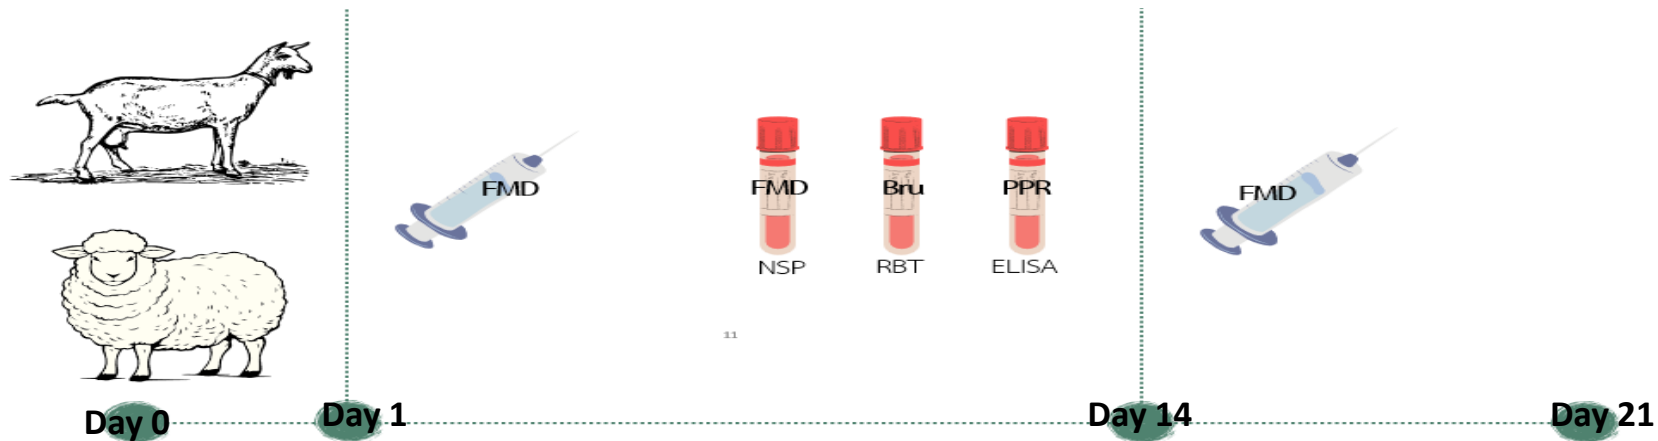 FMD
FMD Bru PPR
NSP RBT ELISA
FMD
11
Day 0 Day 1 Day 14 Day 21